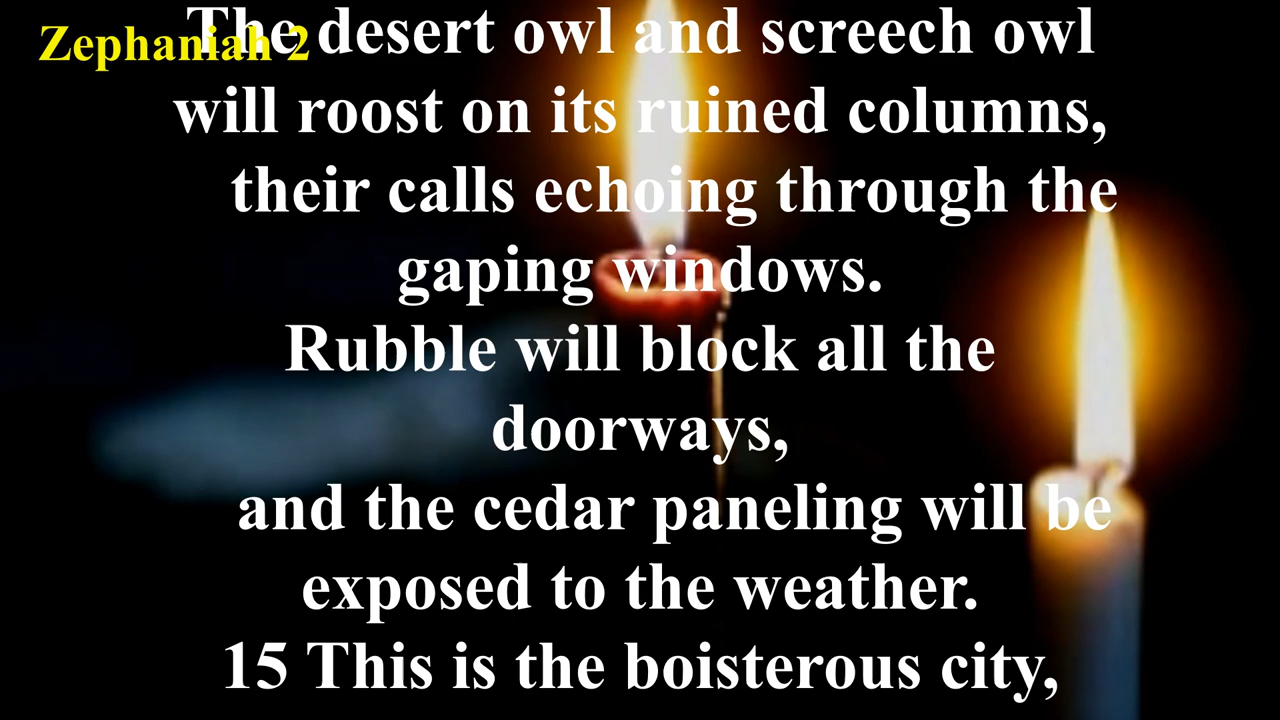 Zephaniah 2
The desert owl and screech owl
will roost on its ruined columns,
their calls echoing through the
gaping windows.
Rubble will block all the
doorways,
and the cedar paneling will be
exposed to the weather.
15 This is the boisterous city,